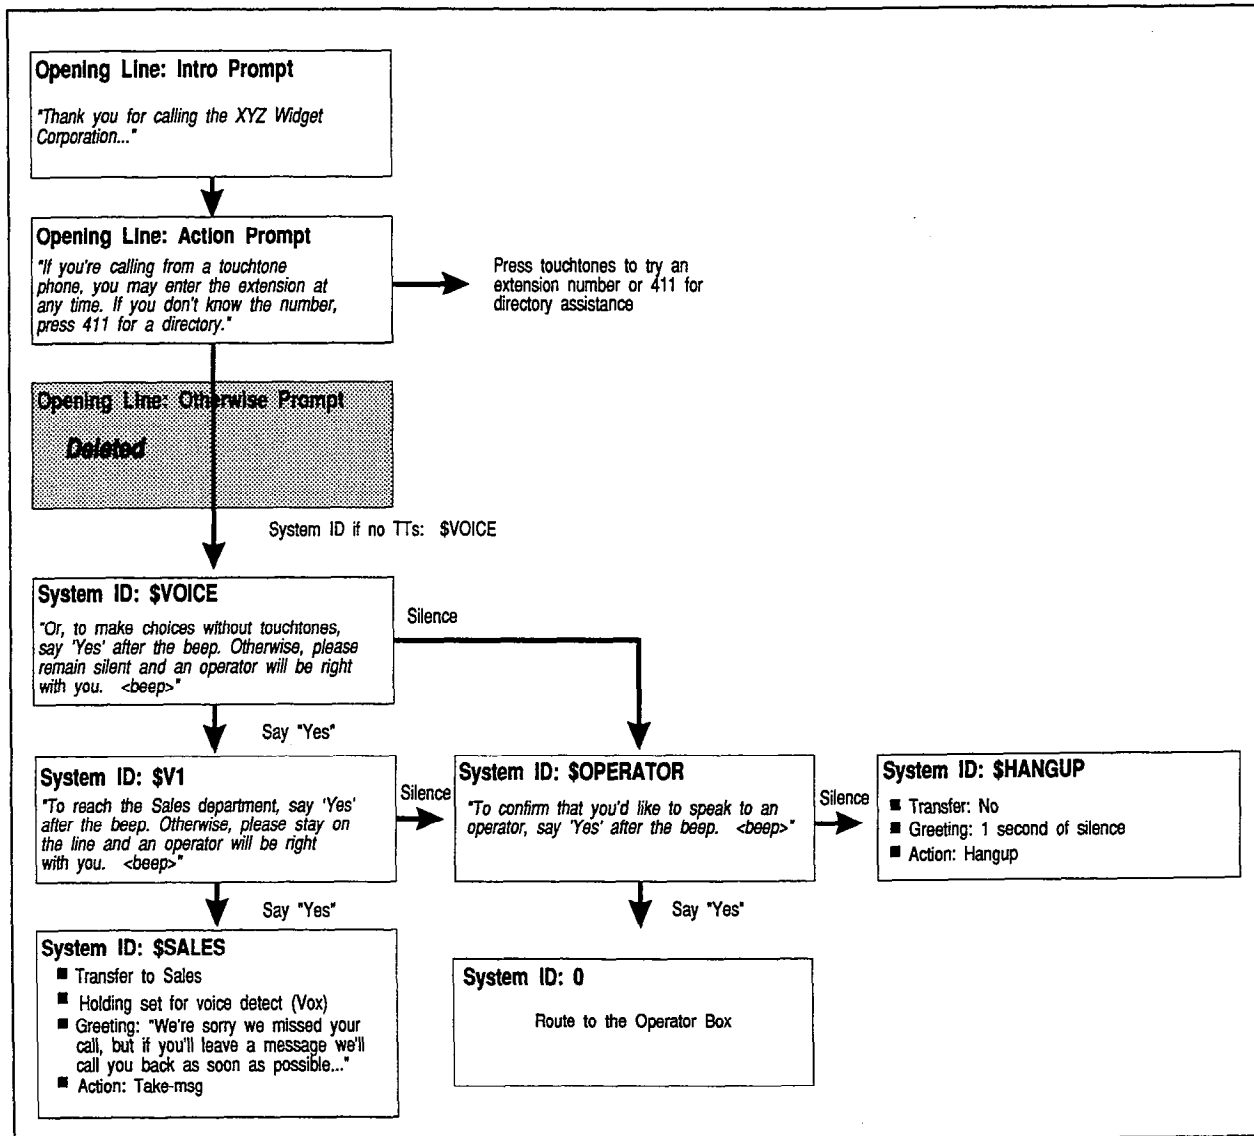 Opening Line: Intro Prompt
"Thank you for calling the XYZ Widget
Corporation..."
Opening Line: Action Prompt
"If you're calling from a touchtone
phone, you may enter the extension at
any time. If you don't know the number,
press 411 for a directory."
Press touchtones to try an
extension number or 411 for
directory assistance
Opening Line: Otherwise Prompt
Deleted
System ID if no TTs: $VOICE
System ID: $VOICE
"Or, to make choices without touchtones,
say 'Yes' after the beep. Otherwise, please
remain silent and an operator will be right
with you. <beep>"
Silence
Say "Yes"
System ID: $V1
"To reach the Sales department, say 'Yes'
after the beep. Otherwise, please stay on
the line and an operator will be right
with you. <beep>"
Silence
System ID: $OPERATOR
"To confirm that you'd like to speak to an
operator, say 'Yes' after the beep. <beep>"
Silence
System ID: $HANGUP
■ Transfer: No
■ Greeting: 1 second of silence
■ Action: Hangup
Say "Yes"
Say "Yes"
System ID: $SALES
■ Transfer to Sales
■ Holding set for voice detect (Vox)
■ Greeting: "We're sorry we missed your
call, but if you'll leave a message we'll
call you back as soon as possible..."
■ Action: Take-msg
System ID: 0
Route to the Operator Box